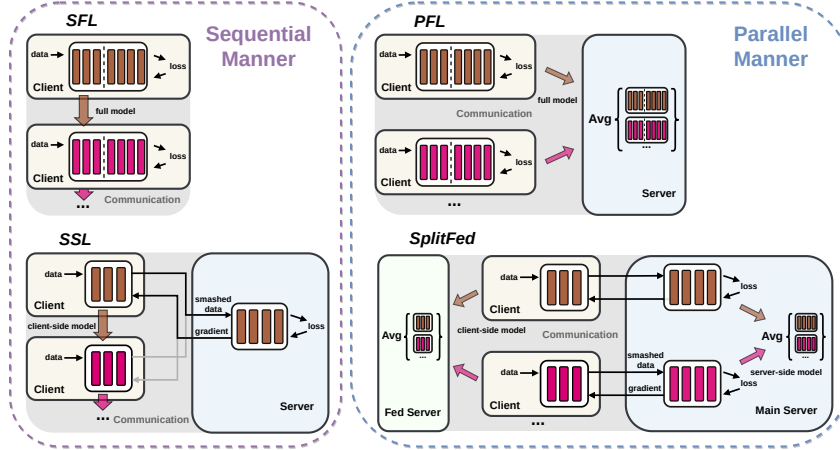 Sequential
Manner
SFL
data
loss
Client
full model
data
loss
Client
Communication
...
SSL
data
Client
client-side model
smashed
data
gradient
loss
data
Client
... Communication
Server
Parallel
Manner
PFL
data
loss
Client
Communication
full model
data
loss
Client
...
Avg
...
Server
SplitFed
Avg
...
Fed Server
client-side model
data
Client
Communication
data
Client
...
smashed
data
gradient
loss
loss
Avg
...
server-side model
Main Server